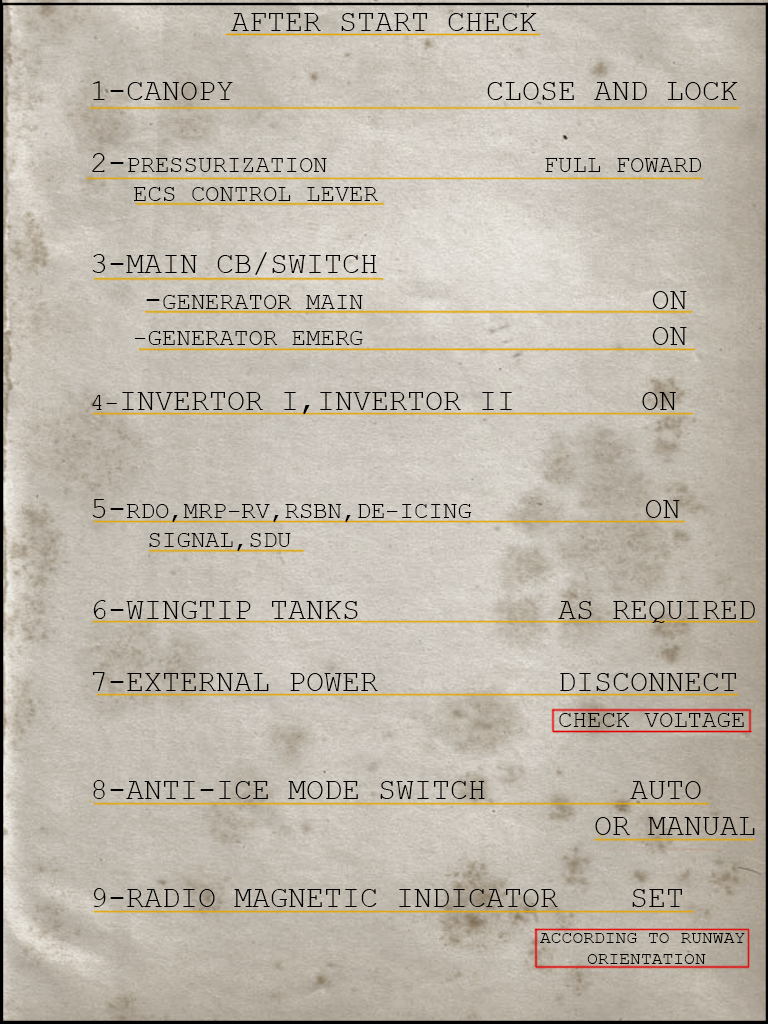 AFTER START CHECK
1-CANOPY CLOSE AND LOCK
2-PRESSURIZATION FULL FOWARD
ECS CONTROL LEVER
3-MAIN CB/SWITCH
-GENERATOR MAIN ON
-GENERATOR EMERG ON
4-INVERTOR I,INVERTOR II ON
5-RDO,MRP-RV,RSBN,DE-ICING ON
SIGNAL,SDU
6-WINGTIP TANKS AS REQUIRED
7-EXTERNAL POWER DISCONNECT
CHECK VOLTAGE
8-ANTI-ICE MODE SWITCH AUTO
OR MANUAL
9-RADIO MAGNETIC INDICATOR SET
ACCORDING TO RUNWAY
ORIENTATION